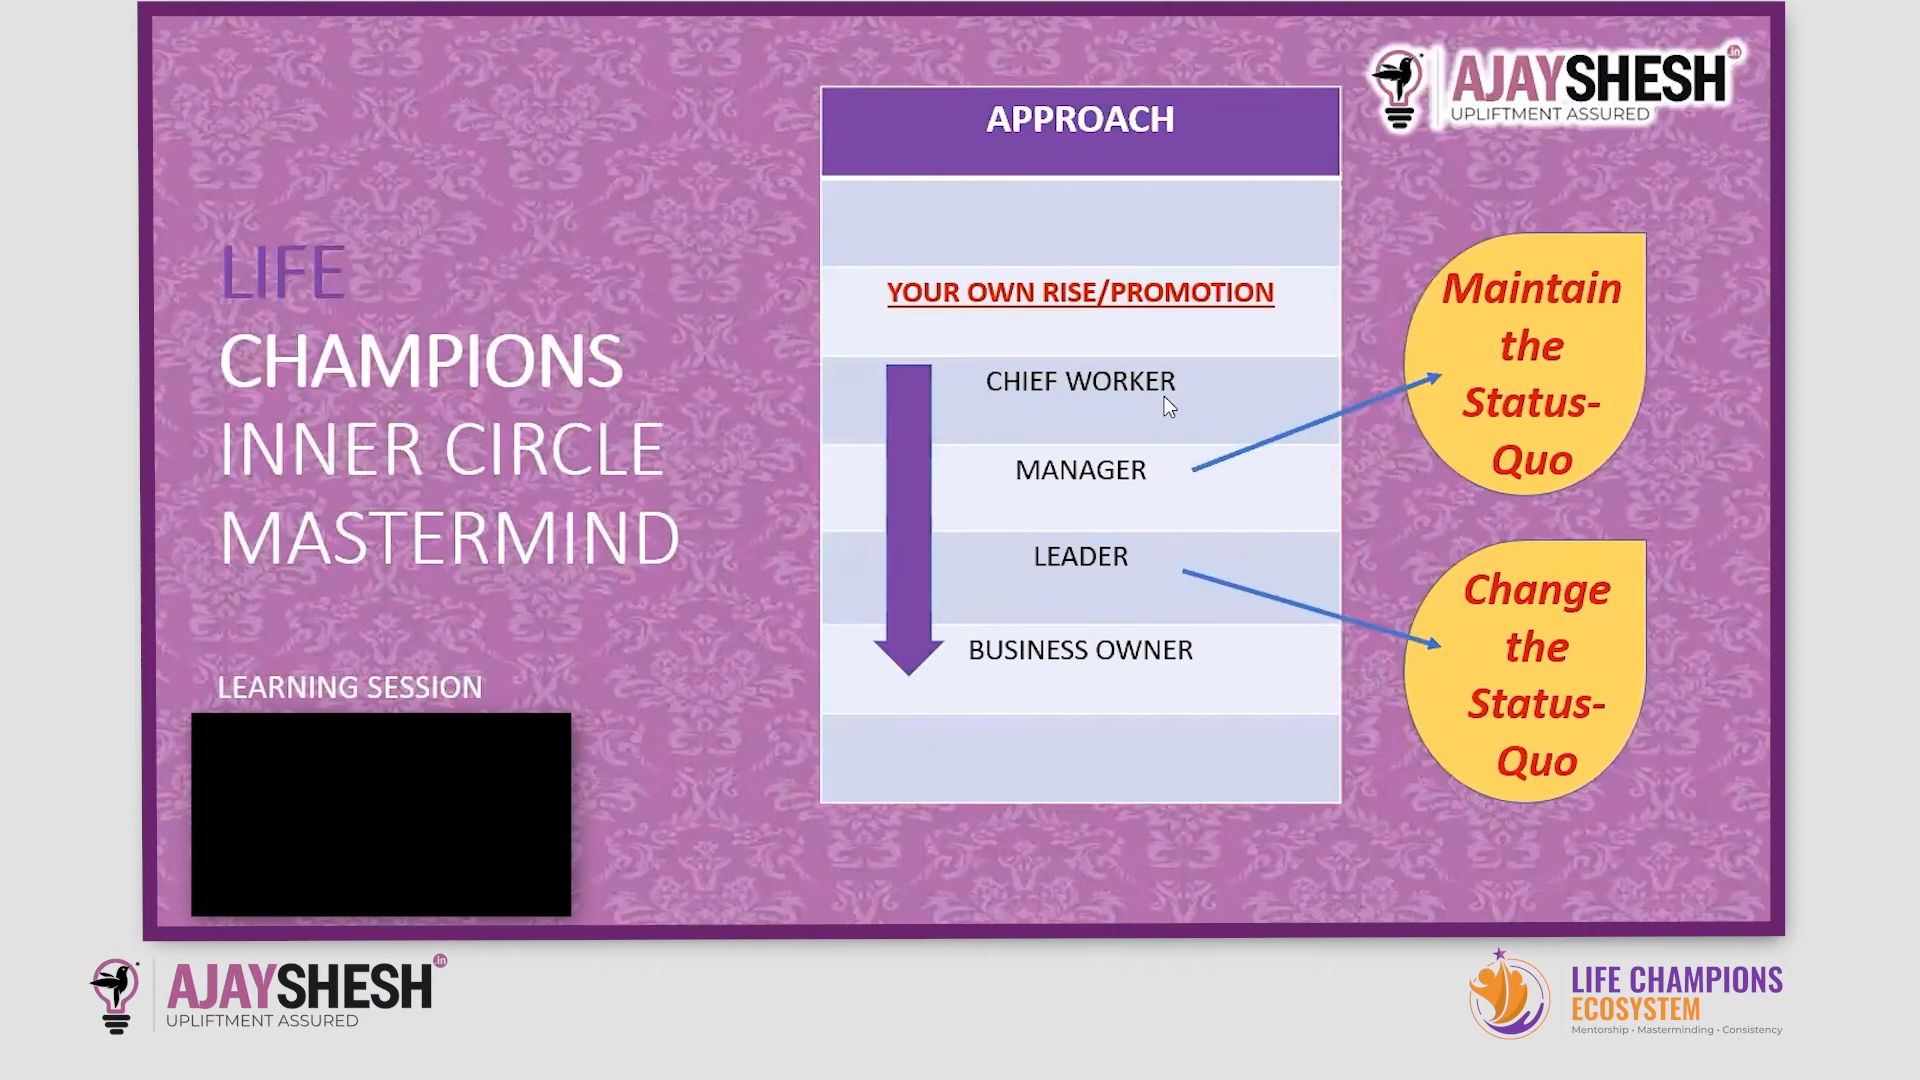 AJAYSHESH.in
UPLIFTMENT ASSURED
APPROACH
YOUR OWN RISE/PROMOTION
CHIEF WORKER
MANAGER
LEADER
BUSINESS OWNER
LIFE
CHAMPIONS
INNER CIRCLE
MASTERMIND
LEARNING SESSION
Maintain
the
Status-
Quo
Change
the
Status-
Quo
AJAYSHESH.in
UPLIFTMENT ASSURED
LIFE CHAMPIONS
ECOSYSTEM
Mentorship • Masterminding • Consistency